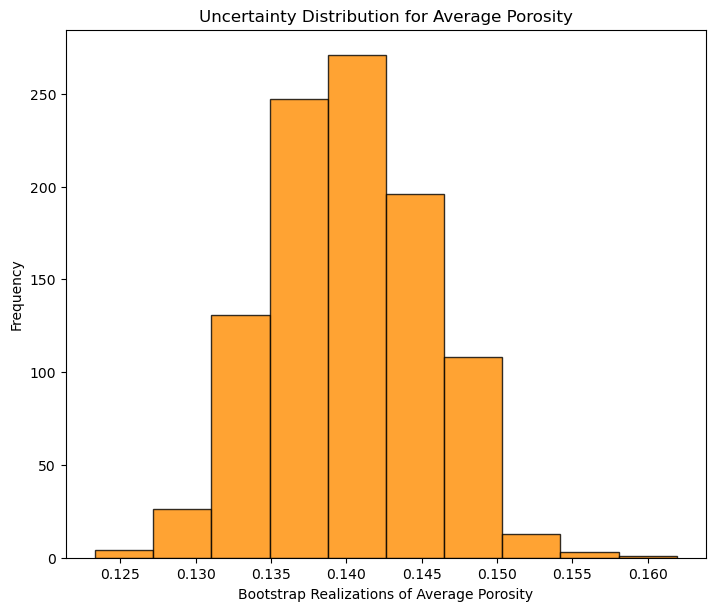 Uncertainty Distribution for Average Porosity
Frequency
250
200
150
100
50
0
0.125 0.130 0.135 0.140 0.145 0.150 0.155 0.160
Bootstrap Realizations of Average Porosity